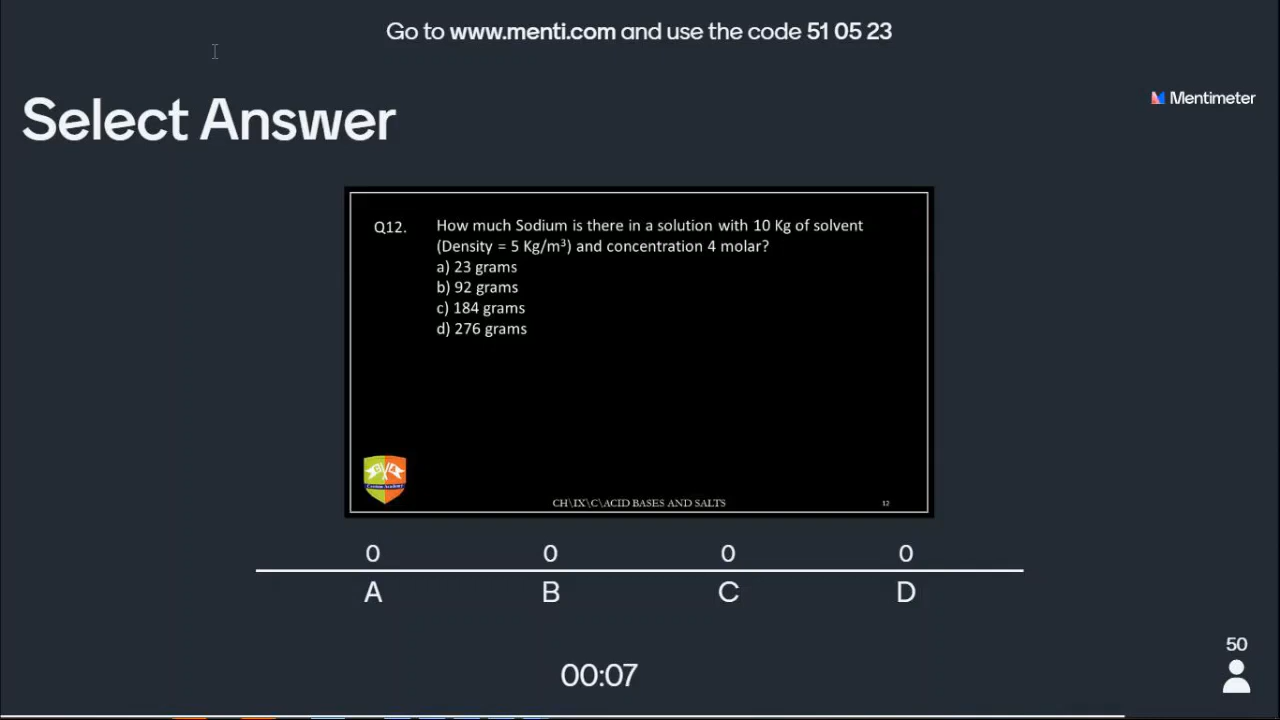 Go to www.menti.com and use the code 51 05 23
Mentimeter
Select Answer
Q12. How much Sodium is there in a solution with 10 Kg of solvent
(Density = 5 Kg/m³) and concentration 4 molar?
a) 23 grams
b) 92 grams
c) 184 grams
d) 276 grams
CH\IX\C\ACID BASES AND SALTS
12
0 0 0 0
A B C D
50
00:07